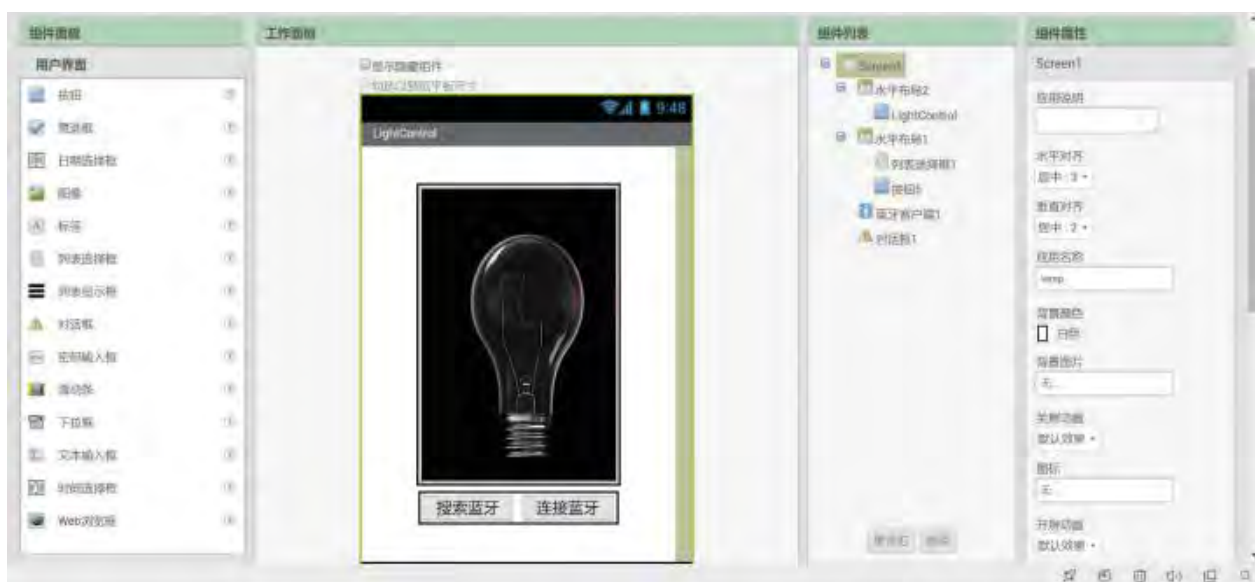 组件面板
用户界面
按钮
复选框
日期选择框
图像
标签
列表选择框
列表显示框
对话框
密码输入框
滑动条
下拉框
文本输入框
时间选择框
Web浏览框
工作面板
显示隐藏组件
9:48
LightControl
搜索蓝牙
连接蓝牙
组件列表
Screen1
水平布局2
LightControl
水平布局1
列表选择框1
按钮5
蓝牙客户端1
对话框1
组件属性
Screen1
应用说明
水平对齐
居中 : 3
垂直对齐
居中 : 2
应用名称
背景颜色
白色
背景图片
无...
关屏动画
默认效果
图标
无...
开屏动画
默认效果